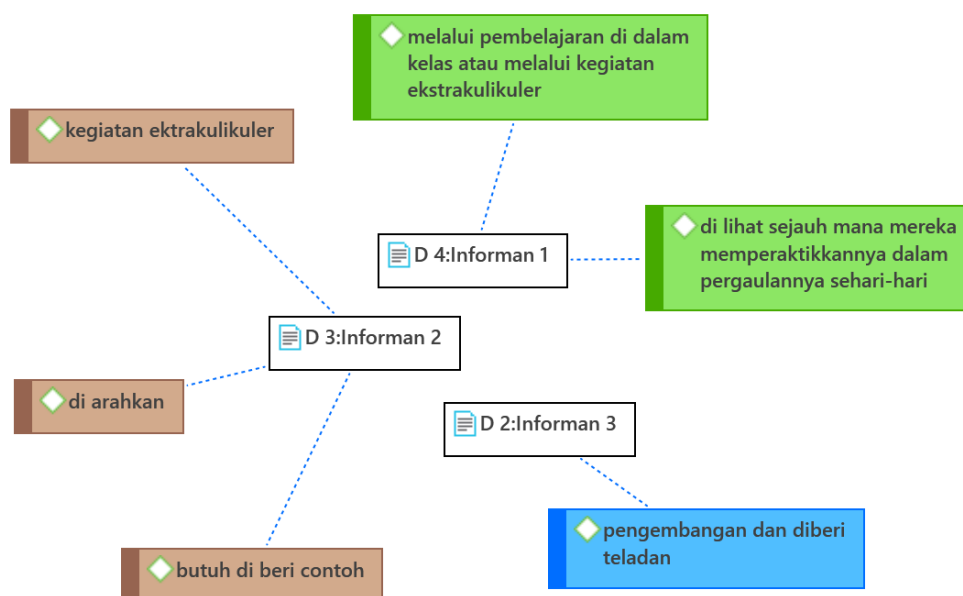 melalui pembelajaran di dalam
kelas atau melalui kegiatan
ekstrakulikuler
kegiatan ektrakulikuler
di lihat sejauh mana mereka
memperaktikkannya dalam
pergaulannya sehari-hari
D 4:Informan 1
D 3:Informan 2
di arahkan
D 2:Informan 3
pengembangan dan diberi
teladan
butuh di beri contoh